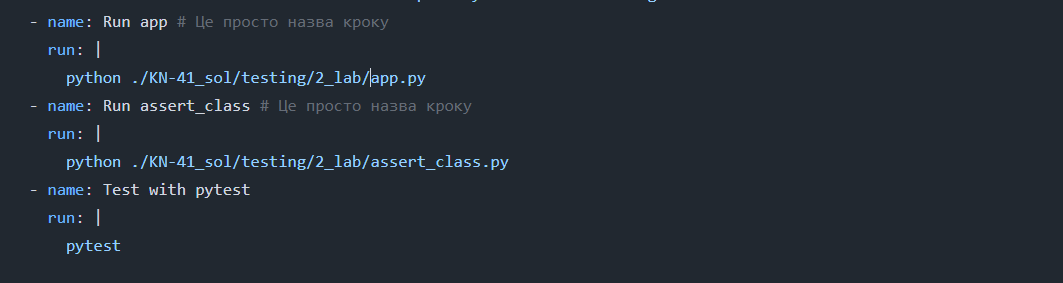 - name: Run app # Це просто назва кроку
run: |
python ./KN-41_sol/testing/2_lab/app.py
- name: Run assert_class # Це просто назва кроку
run: |
python ./KN-41_sol/testing/2_lab/assert_class.py
- name: Test with pytest
run: |
pytest